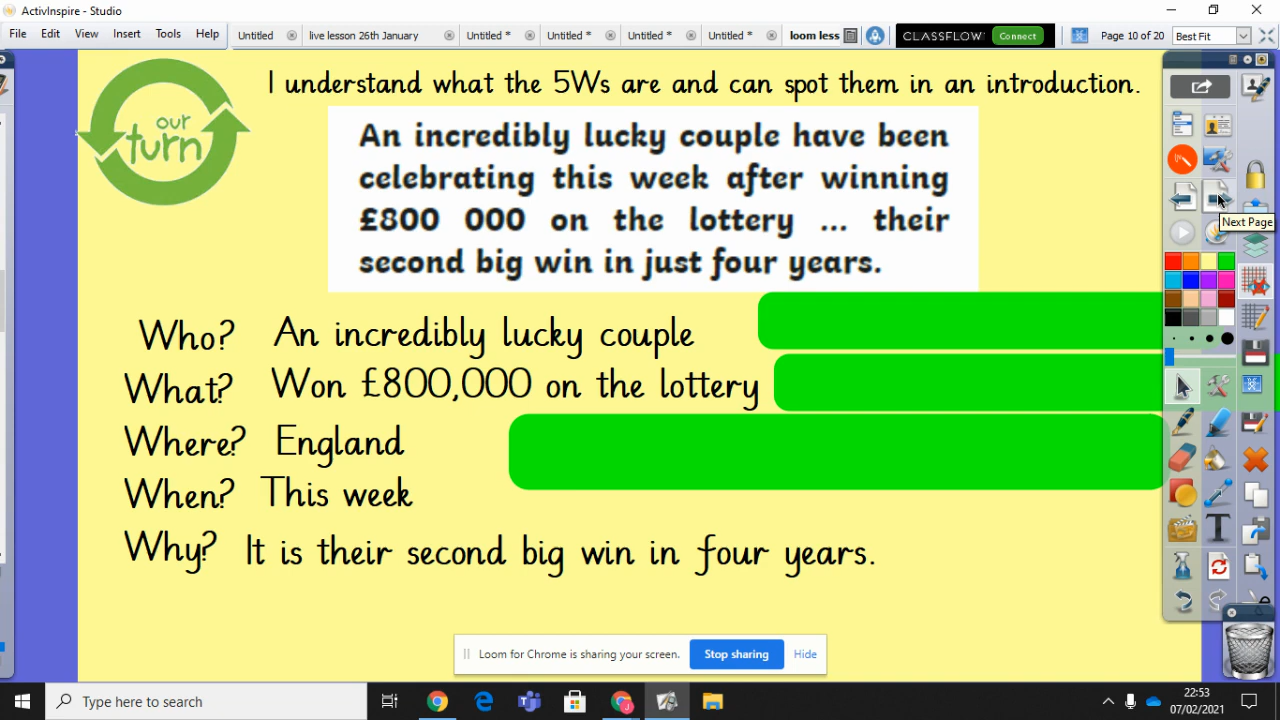 ActivInspire - Studio
File Edit View Insert Tools Help Untitled live lesson 26th January Untitled * Untitled * Untitled * Untitled * loom less CLASSFLOW Connect Page 10 of 20 Best Fit
I understand what the 5Ws are and can spot them in an introduction.
our
turn
An incredibly lucky couple have been
celebrating this week after winning
£800 000 on the lottery ... their
second big win in just four years.
Next Page
Who? An incredibly lucky couple
What? Won £800,000 on the lottery
Where? England
When? This week
Why? It is their second big win in four years.
Loom for Chrome is sharing your screen. Stop sharing Hide
Type here to search
22:53
07/02/2021